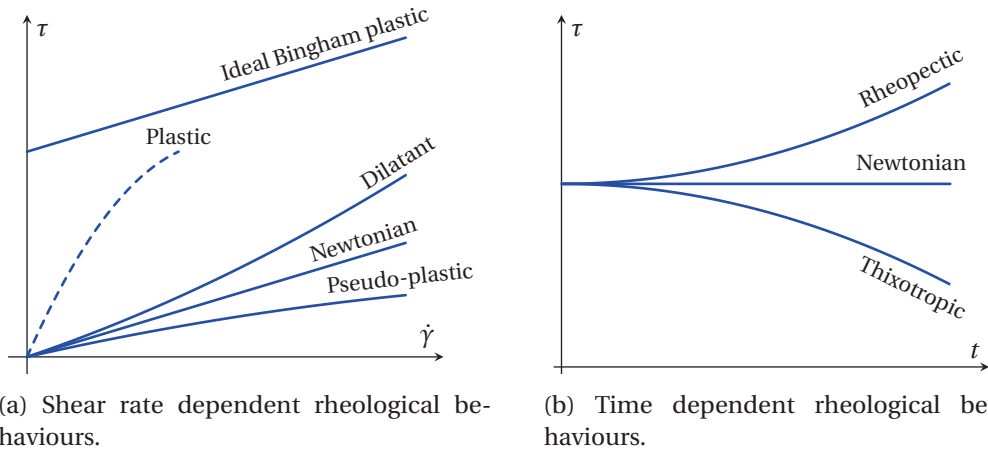 τ
Ideal Bingham plastic
Plastic
Dilatant
Newtonian
Pseudo-plastic
γ̇
(a) Shear rate dependent rheological be-
haviours.
τ
Rheopectic
Newtonian
Thixotropic
t
(b) Time dependent rheological be
haviours.